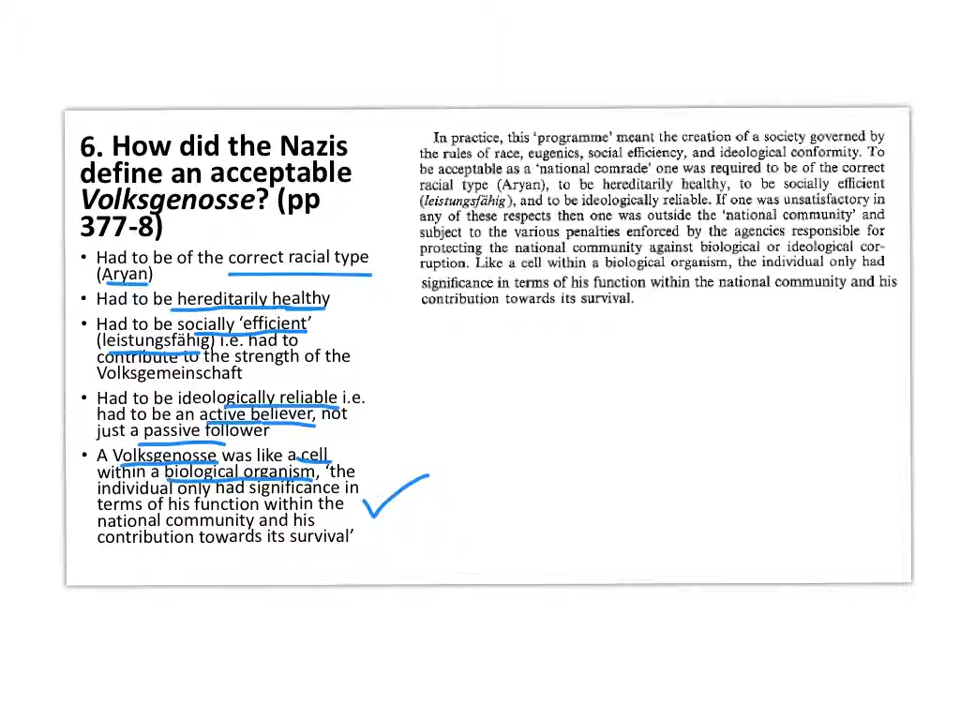 6. How did the Nazis
define an acceptable
Volksgenosse? (pp
377-8)
• Had to be of the correct racial type
(Aryan)
• Had to be hereditarily healthy
• Had to be socially ‘efficient’
(leistungsfähig) i.e. had to
contribute to the strength of the
Volksgemeinschaft
• Had to be ideologically reliable i.e.
had to be an active believer, not
just a passive follower
• A Volksgenosse was like a cell
within a biological organism, ‘the
individual only had significance in
terms of his function within the
national community and his
contribution towards its survival’
In practice, this ‘programme’ meant the creation of a society governed by
the rules of race, eugenics, social efficiency, and ideological conformity. To
be acceptable as a ‘national comrade’ one was required to be of the correct
racial type (Aryan), to be hereditarily healthy, to be socially efficient
(leistungsfähig), and to be ideologically reliable. If one was unsatisfactory in
any of these respects then one was outside the ‘national community’ and
subject to the various penalties enforced by the agencies responsible for
protecting the national community against biological or ideological cor-
ruption. Like a cell within a biological organism, the individual only had
significance in terms of his function within the national community and his
contribution towards its survival.